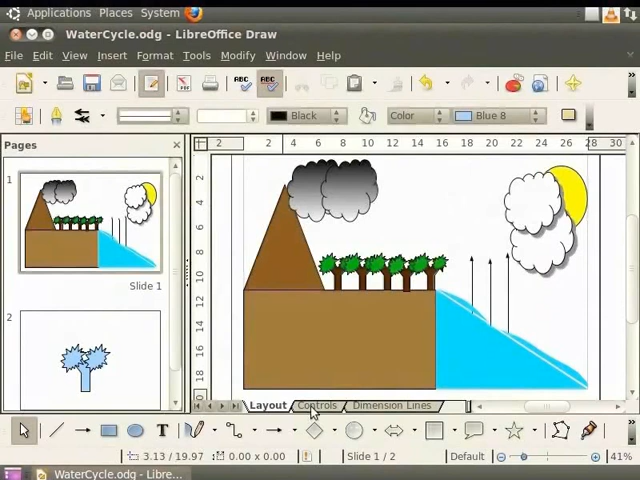 Applications Places System
WaterCycle.odg - LibreOffice Draw
File Edit View Insert Format Tools Modify Window Help
ABC ABC
Black Color Blue 8
Pages
2 2 4 6 8 10 12 14 16 18 20 22 24 26 28 30
2
4
6
8
10
12
14
16
18
1
Slide 1
2
Layout Controls Dimension Lines
T
3.13 / 19.97 0.00 x 0.00 Slide 1 / 2 Default 41%
WaterCycle.odg - Libre...